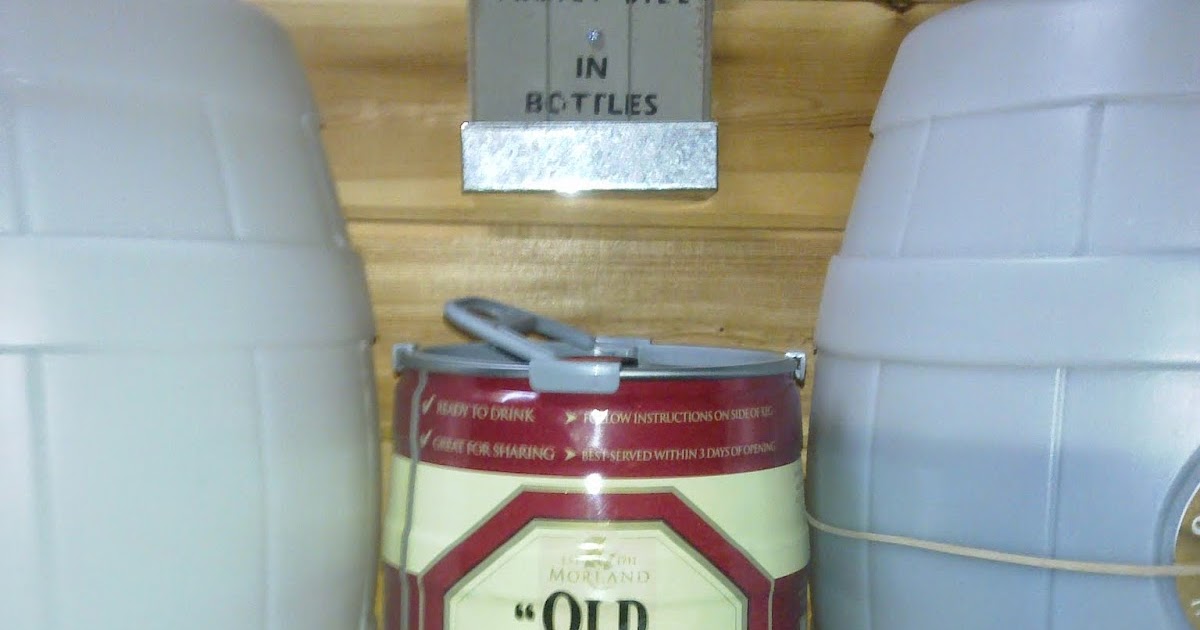 IN
BOTTLES
READY TO DRINK
FOLLOW INSTRUCTIONS ON SIDE OF KEG
GREAT FOR SHARING
BEST SERVED WITHIN 3 DAYS OF OPENING
MORLAND
"OLD